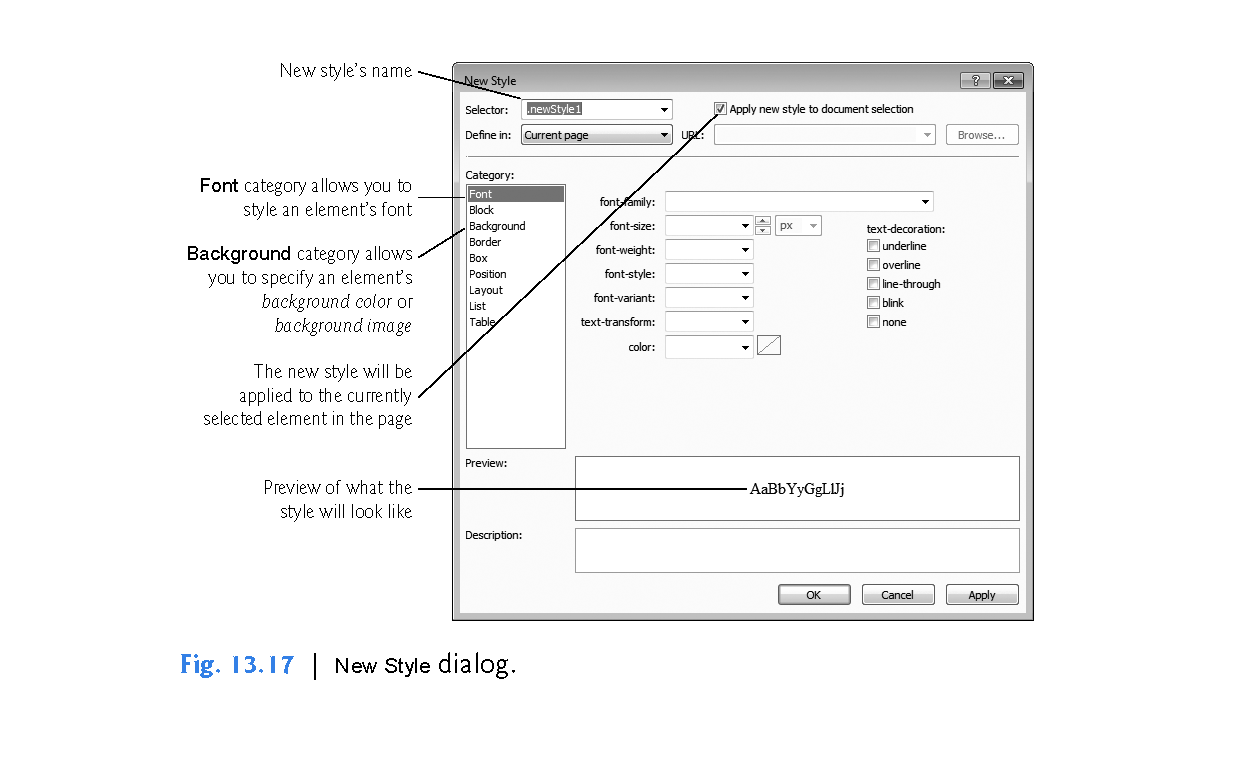 New style's name
New Style
Selector: .newStyle1
Apply new style to document selection
Define in: Current page URL: Browse...
Category:
Font category allows you to
style an element's font
Background category allows
you to specify an element's
background color or
background image
The new style will be
applied to the currently
selected element in the page
Font
Block
Background
Border
Box
Position
Layout
List
Table
font-family:
font-size: px
font-weight:
font-style:
font-variant:
text-transform:
color:
text-decoration:
underline
overline
line-through
blink
none
Preview:
Preview of what the
style will look like
AaBbYyGgLlJj
Description:
OK Cancel Apply
Fig. 13.17 | New Style dialog.